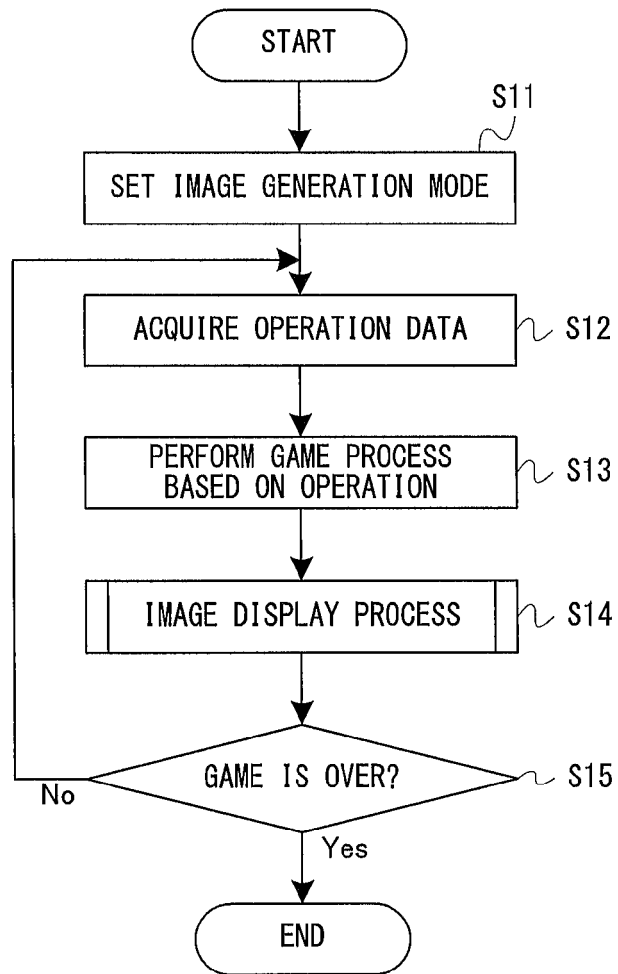 START
S11
SET IMAGE GENERATION MODE
ACQUIRE OPERATION DATA
S12
PERFORM GAME PROCESS
BASED ON OPERATION
S13
IMAGE DISPLAY PROCESS
S14
GAME IS OVER?
S15
No
Yes
END